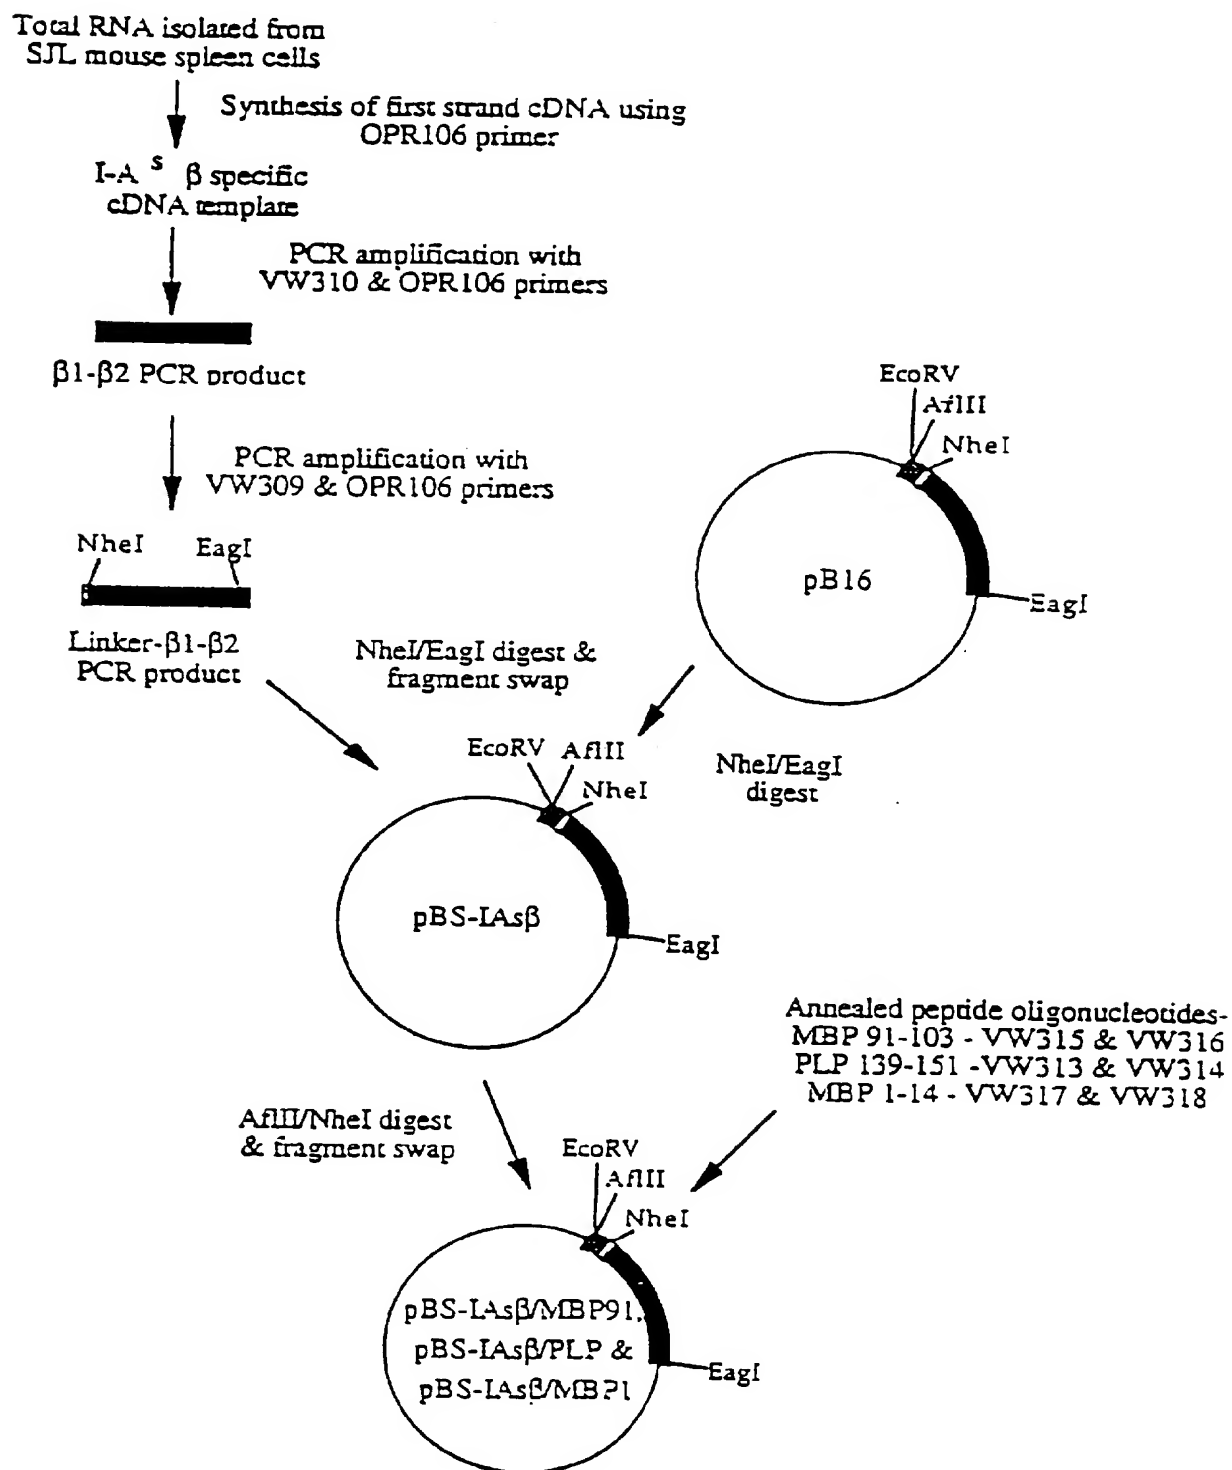 Total RNA isolated from
SJL mouse spleen cells
Synthesis of first strand cDNA using
OPR106 primer
I-A s β specific
cDNA template
PCR amplification with
VW310 & OPR106 primers
β1-β2 PCR product
PCR amplification with
VW309 & OPR106 primers
NheI EagI
Linker-β1-β2
PCR product
EcoRV
AflIII
NheI
pB16
EagI
NheI/EagI digest &
fragment swap
NheI/EagI
digest
EcoRV AflIII
NheI
pBS-IAsβ
EagI
Annealed peptide oligonucleotides-
MBP 91-103 - VW315 & VW316
PLP 139-151 -VW313 & VW314
MBP 1-14 - VW317 & VW318
AflIII/NheI digest
& fragment swap
EcoRV
AflIII
NheI
pBS-IAsβ/MBP91,
pBS-IAsβ/PLP &
pBS-IAsβ/MBP1
EagI